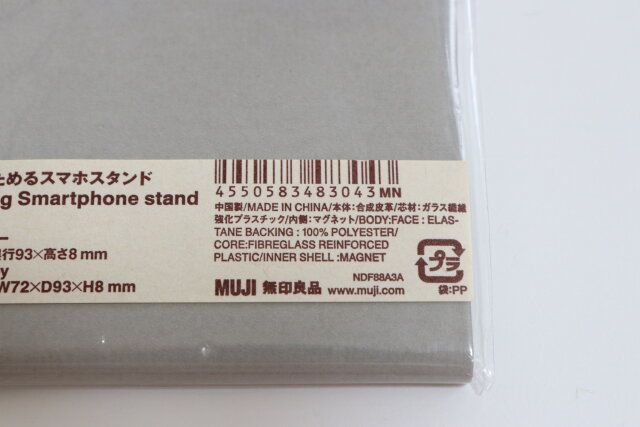 ためるスマホスタンド
g Smartphone stand
行93×高さ8mm
y
W72×D93×H8 mm
4550583483043MN
中国製/MADE IN CHINA/本体:合成皮革/芯材:ガラス繊維
強化プラスチック/内側:マグネット/BODY:FACE : ELAS-
TANE BACKING : 100% POLYESTER/
CORE:FIBREGLASS REINFORCED
PLASTIC/INNER SHELL :MAGNET
NDF88A3A
MUJI 無印良品 www.muji.com
プラ
袋:PP